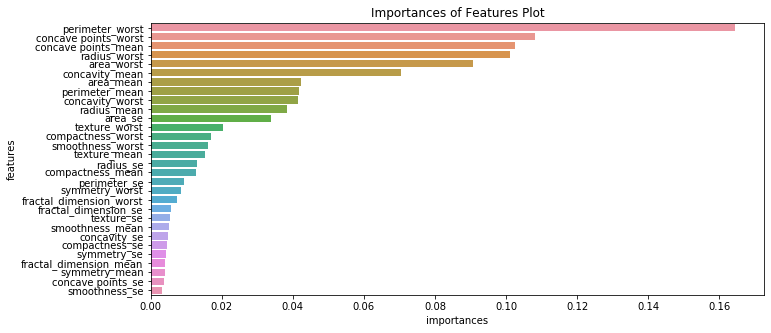 Importances of Features Plot
perimeter_worst
concave points_worst
concave points_mean
radius_worst
area_worst
concavity_mean
area_mean
perimeter_mean
concavity_worst
radius_mean
area_se
texture_worst
compactness_worst
smoothness_worst
texture_mean
radius_se
compactness_mean
perimeter_se
symmetry_worst
fractal_dimension_worst
fractal_dimension_se
texture_se
smoothness_mean
concavity_se
compactness_se
symmetry_se
fractal_dimension_mean
symmetry_mean
concave points_se
smoothness_se
features
0.00 0.02 0.04 0.06 0.08 0.10 0.12 0.14 0.16
importances